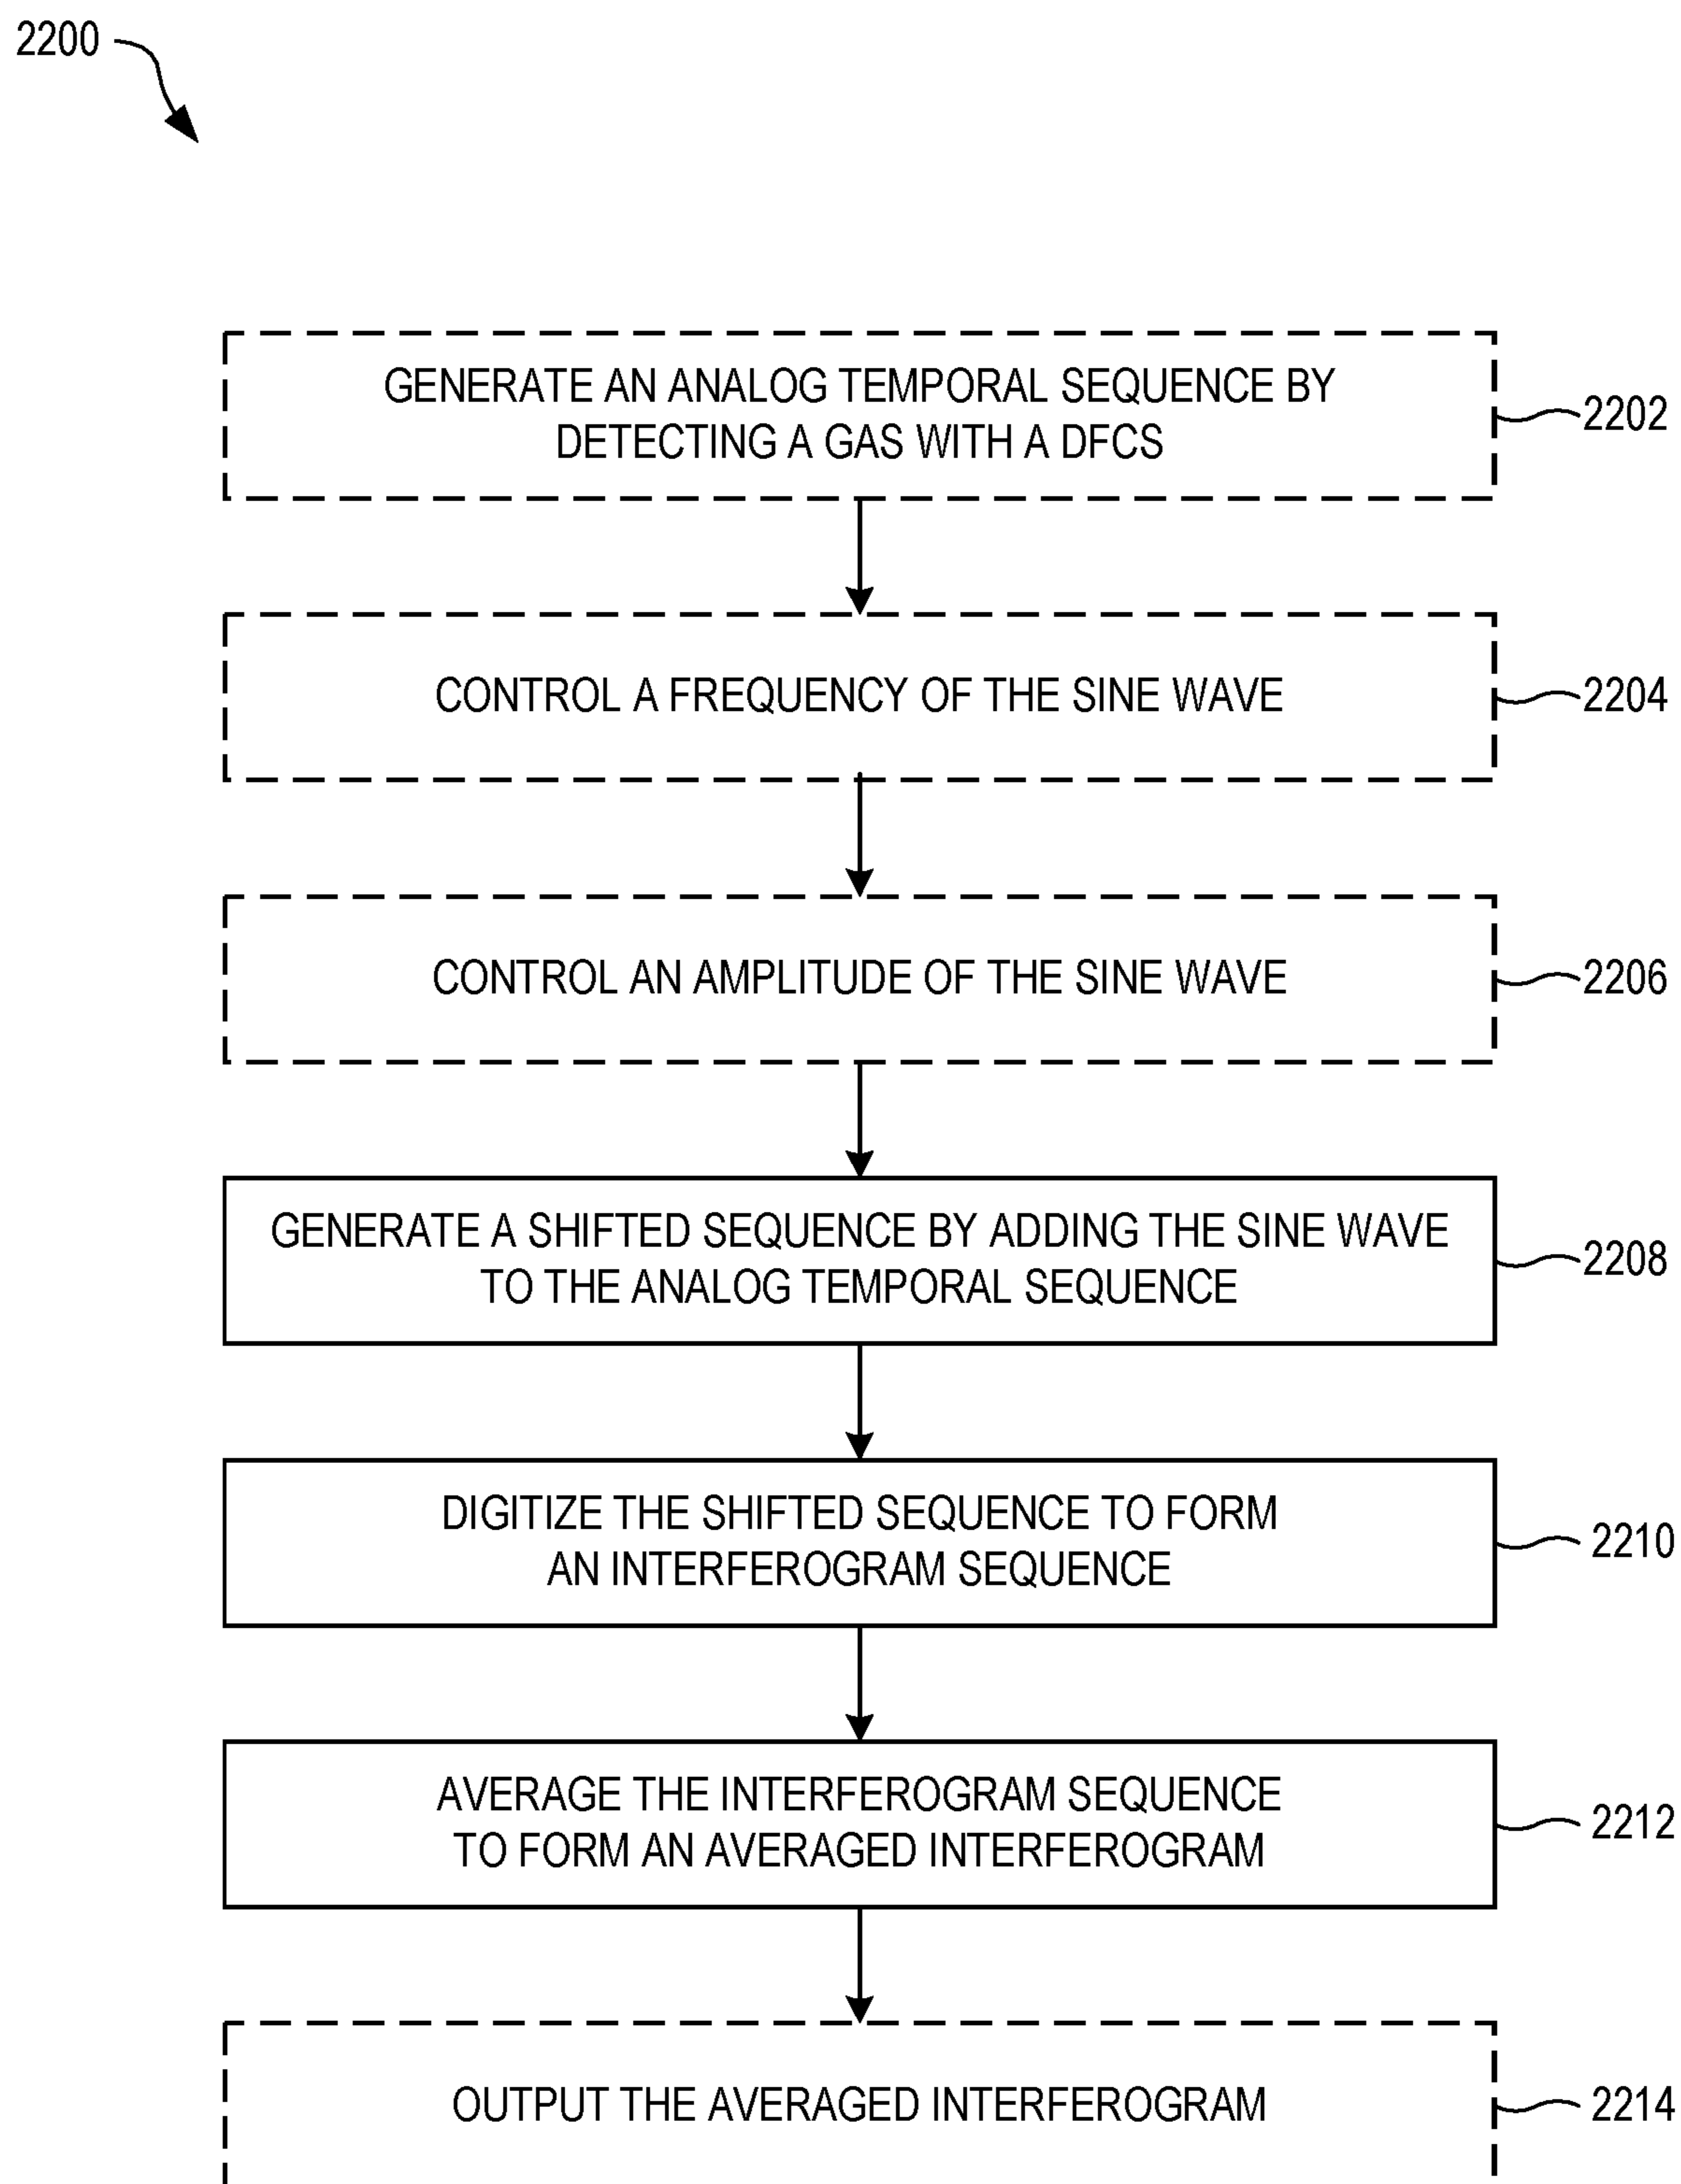 2200
GENERATE AN ANALOG TEMPORAL SEQUENCE BY
DETECTING A GAS WITH A DFCS
2202
CONTROL A FREQUENCY OF THE SINE WAVE
2204
CONTROL AN AMPLITUDE OF THE SINE WAVE
2206
GENERATE A SHIFTED SEQUENCE BY ADDING THE SINE WAVE
TO THE ANALOG TEMPORAL SEQUENCE
2208
DIGITIZE THE SHIFTED SEQUENCE TO FORM
AN INTERFEROGRAM SEQUENCE
2210
AVERAGE THE INTERFEROGRAM SEQUENCE
TO FORM AN AVERAGED INTERFEROGRAM
2212
OUTPUT THE AVERAGED INTERFEROGRAM
2214